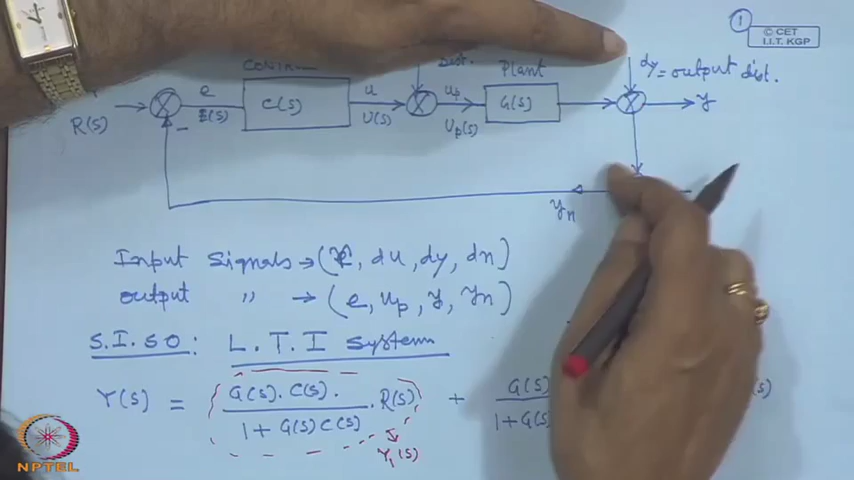 1
© CET
I.I.T. KGP
Dist.
Plant
dy = output dist.
e
C(S)
u
up
G(S)
y
R(S)
E(S)
U(S)
Up(S)
yn
Input Signals → (r, du, dy, dn)
output " → (e, up, y, yn)
S.I.S.O: L.T.I System
Y(S) = G(S).C(S). / 1 + G(S)C(S) . R(S) + G(S) / 1 + G(S)
Y1(S)
NPTEL